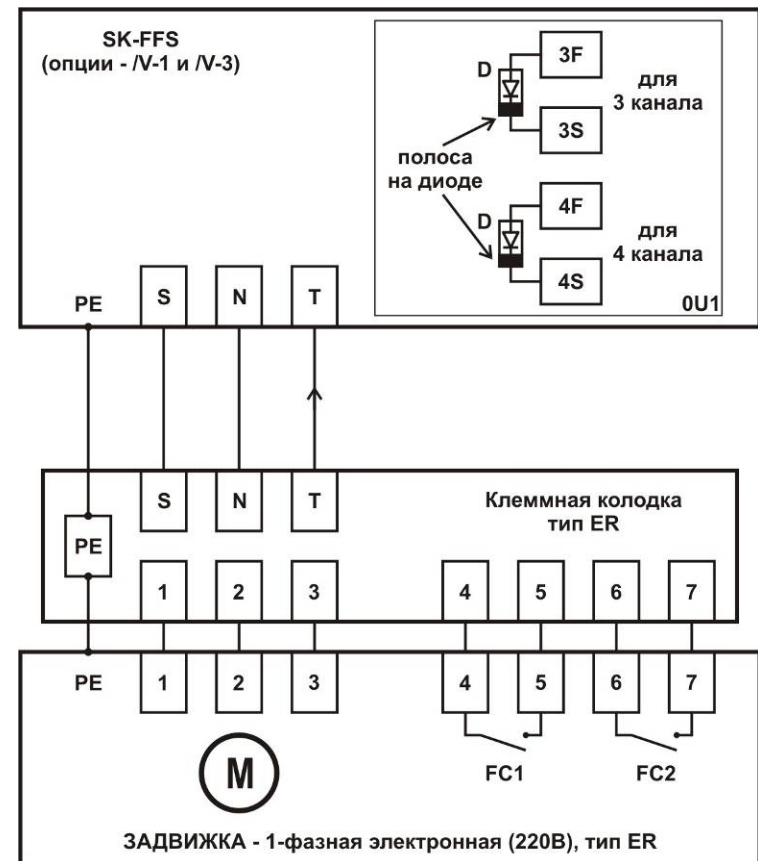 SK-FFS
(опции - /V-1 и /V-3)
3F
D
для
3 канала
3S
полоса
на диоде
4F
D
для
4 канала
4S
0U1
PE
S
N
T
S
N
T
Клеммная колодка
тип ER
PE
1
2
3
4
5
6
7
PE
1
2
3
4
5
6
7
M
FC1
FC2
ЗАДВИЖКА - 1-фазная электронная (220В), тип ER